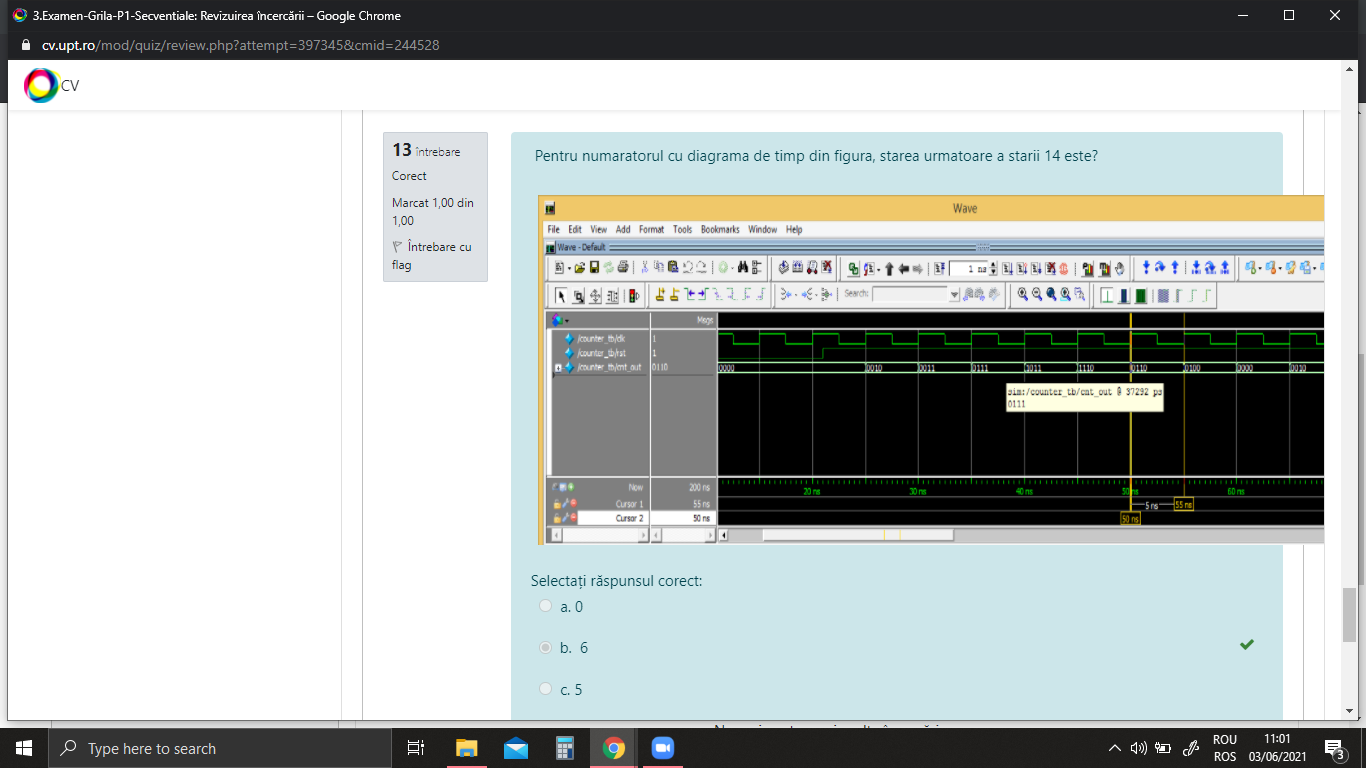 3.Examen-Grila-P1-Secventiale: Revizuirea încercării – Google Chrome
cv.upt.ro/mod/quiz/review.php?attempt=397345&cmid=244528
CV
13 întrebare
Corect
Marcat 1,00 din
1,00
Întrebare cu
flag
Pentru numaratorul cu diagrama de timp din figura, starea urmatoare a starii 14 este?
Wave
File Edit View Add Format Tools Bookmarks Window Help
Wave - Default
1 ns
Search:
Msgs
/counter_tb/clk 1
/counter_tb/rst 1
/counter_tb/cnt_out 0110 0000 0010 0011 0111 1011 1110 0110 0100 0000 0010
sim:/counter_tb/cnt_out @ 37292 ps
0111
Now 200 ns 20 ns 30 ns 40 ns 50 ns 60 ns
Cursor 1 55 ns 5 ns 55 ns
Cursor 2 50 ns 50 ns
Selectați răspunsul corect:
a. 0
b. 6
c. 5
Type here to search
ROU
ROS
11:01
03/06/2021
3